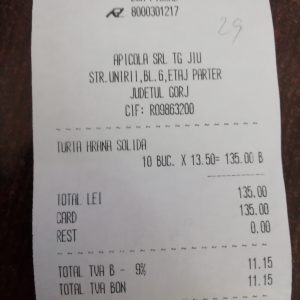 8000301217
29
APICOLA SRL TG JIU
STR.UNIRII,BL.6,ETAJ PARTER
JUDETUL GORJ
CIF: RO9863200
TURTA HRANA SOLIDA
10 BUC. X 13.50= 135.00 B
TOTAL LEI 135.00
CARD 135.00
REST 0.00
TOTAL TVA B - 9% 11.15
TOTAL TVA BON 11.15